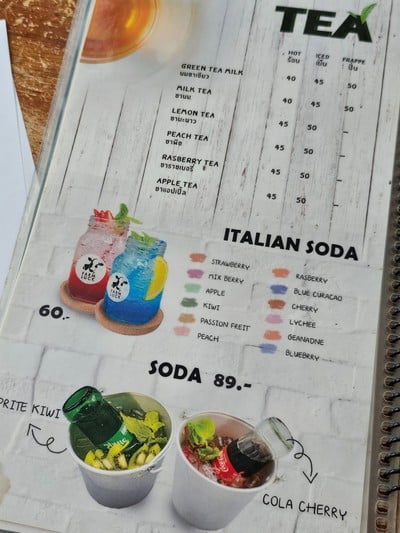 TEA
HOT ICED FRAPPE
ร้อน เย็น ปั่น
GREEN TEA MILK 40 45 50
นมชาเขียว
MILK TEA 40 45 50
ชานม
LEMON TEA 45 50
ชามะนาว
PEACH TEA 45 50
ชาพีช
RASBERRY TEA 45 50
ชาราชเบอรี่
APPLE TEA 45 50
ชาแอปเปิ้ล
ITALIAN SODA
60.-
STRAWBERRY
MIX BERRY
APPLE
KIWI
PASSION FREIT
PEACH
RASBERRY
BLUE CURACAO
CHERRY
LYCHEE
GEANADNE
BLUEBERRY
SODA 89.-
PRITE KIWI
COLA CHERRY